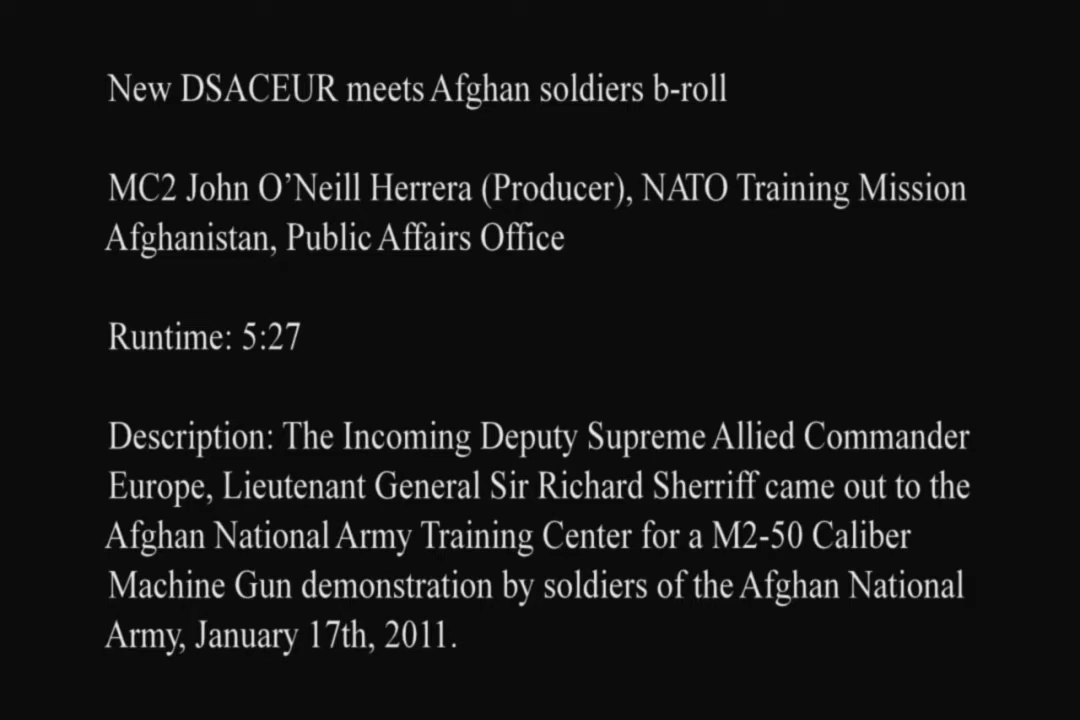 New DSACEUR meets Afghan soldiers b-roll
MC2 John O’Neill Herrera (Producer), NATO Training Mission
Afghanistan, Public Affairs Office
Runtime: 5:27
Description: The Incoming Deputy Supreme Allied Commander
Europe, Lieutenant General Sir Richard Sherriff came out to the
Afghan National Army Training Center for a M2-50 Caliber
Machine Gun demonstration by soldiers of the Afghan National
Army, January 17th, 2011.